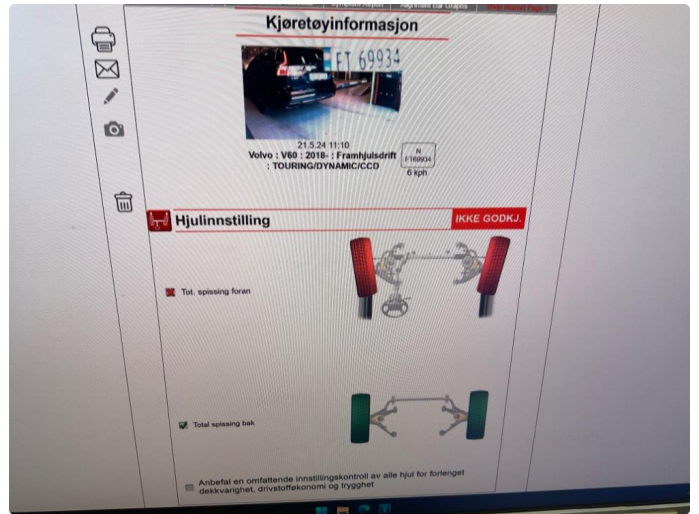 Kjøretøyinformasjon
FT 69934
21.5.24 11:10
Volvo : V60 : 2018- : Framhjulsdrift
: TOURING/DYNAMIC/CCD
N
FT69934
6 kph
Hjulinnstilling
IKKE GODKJ.
Tot. spissing foran
Total spissing bak
Anbefal en omfattende innstillingskontroll av alle hjul for forlenget
dekkvarighet, drivstofføkonomi og trygghet